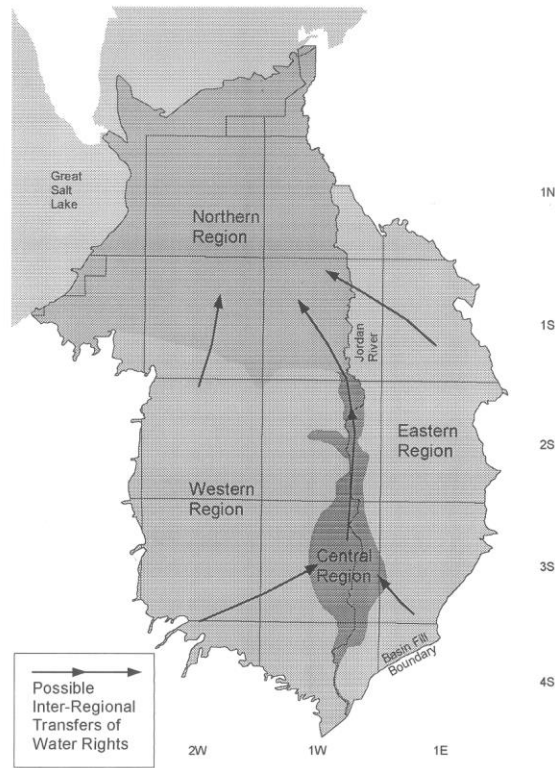 Great
Salt
Lake
Northern
Region
1N
1S
Jordan
River
Eastern
Region
2S
Western
Region
Central
Region
3S
Basin Fill
Boundary
4S
Possible
Inter-Regional
Transfers of
Water Rights
2W
1W
1E